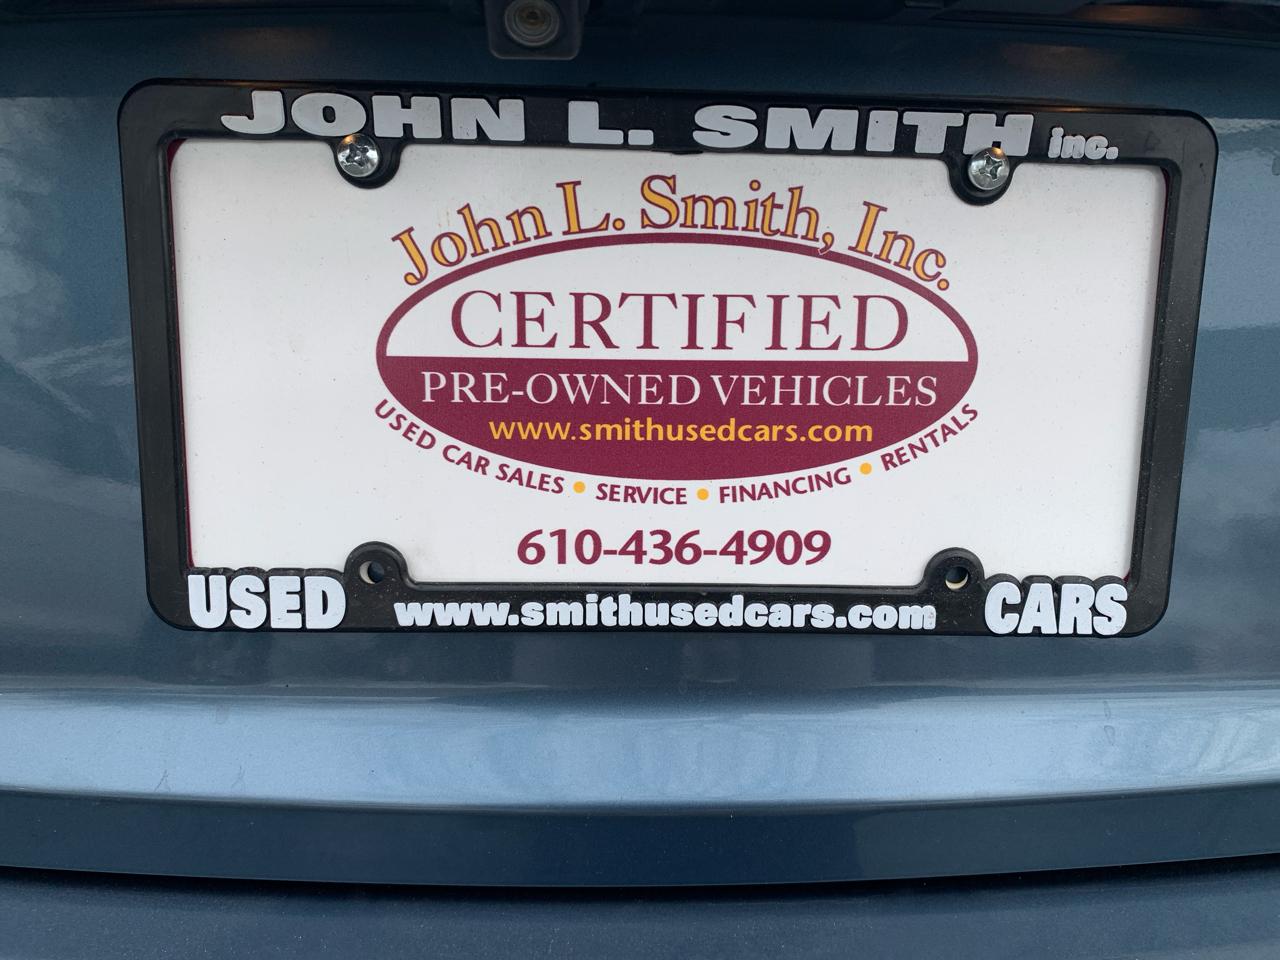 JOHN L. SMITH inc.
John L. Smith, Inc.
CERTIFIED
PRE-OWNED VEHICLES
www.smithusedcars.com
USED CAR SALES • SERVICE • FINANCING • RENTALS
610-436-4909
USED www.smithusedcars.com CARS